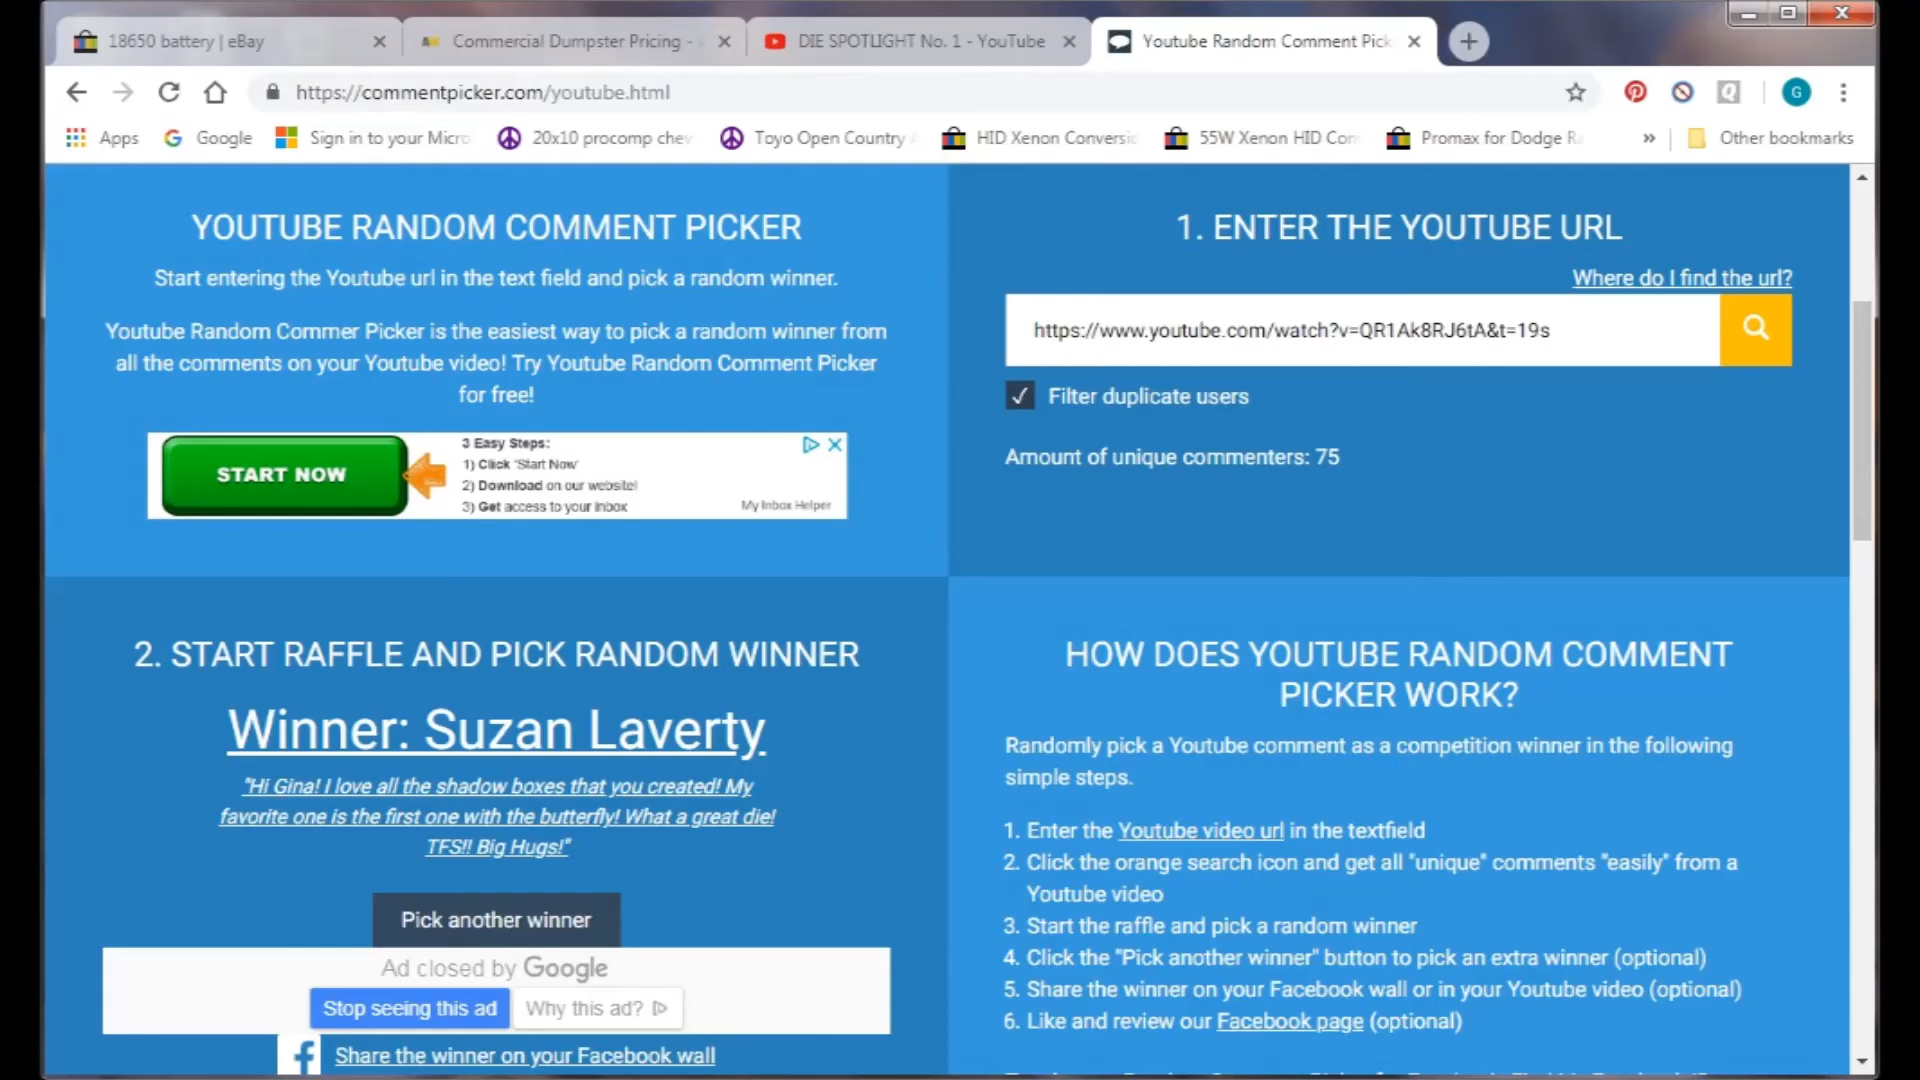 18650 battery | eBay
Commercial Dumpster Pricing -
DIE SPOTLIGHT No. 1 - YouTube
Youtube Random Comment Pick
https://commentpicker.com/youtube.html
G
Apps
Google
Sign in to your Micro
20x10 procomp chev
Toyo Open Country
HID Xenon Conversio
55W Xenon HID Con
Promax for Dodge Ra
»
Other bookmarks
YOUTUBE RANDOM COMMENT PICKER
Start entering the Youtube url in the text field and pick a random winner.
Youtube Random Commer Picker is the easiest way to pick a random winner from
all the comments on your Youtube video! Try Youtube Random Comment Picker
for free!
START NOW
3 Easy Steps:
1) Click 'Start Now'
2) Download on our website!
3) Get access to your inbox
My Inbox Helper
1. ENTER THE YOUTUBE URL
Where do I find the url?
https://www.youtube.com/watch?v=QR1Ak8RJ6tA&t=19s
Filter duplicate users
Amount of unique commenters: 75
2. START RAFFLE AND PICK RANDOM WINNER
Winner: Suzan Laverty
"Hi Gina! I love all the shadow boxes that you created! My
favorite one is the first one with the butterfly! What a great die!
TFS!! Big Hugs!"
Pick another winner
Ad closed by Google
Stop seeing this ad
Why this ad?
Share the winner on your Facebook wall
HOW DOES YOUTUBE RANDOM COMMENT
PICKER WORK?
Randomly pick a Youtube comment as a competition winner in the following
simple steps.
1. Enter the Youtube video url in the textfield
2. Click the orange search icon and get all "unique" comments "easily" from a
Youtube video
3. Start the raffle and pick a random winner
4. Click the "Pick another winner" button to pick an extra winner (optional)
5. Share the winner on your Facebook wall or in your Youtube video (optional)
6. Like and review our Facebook page (optional)